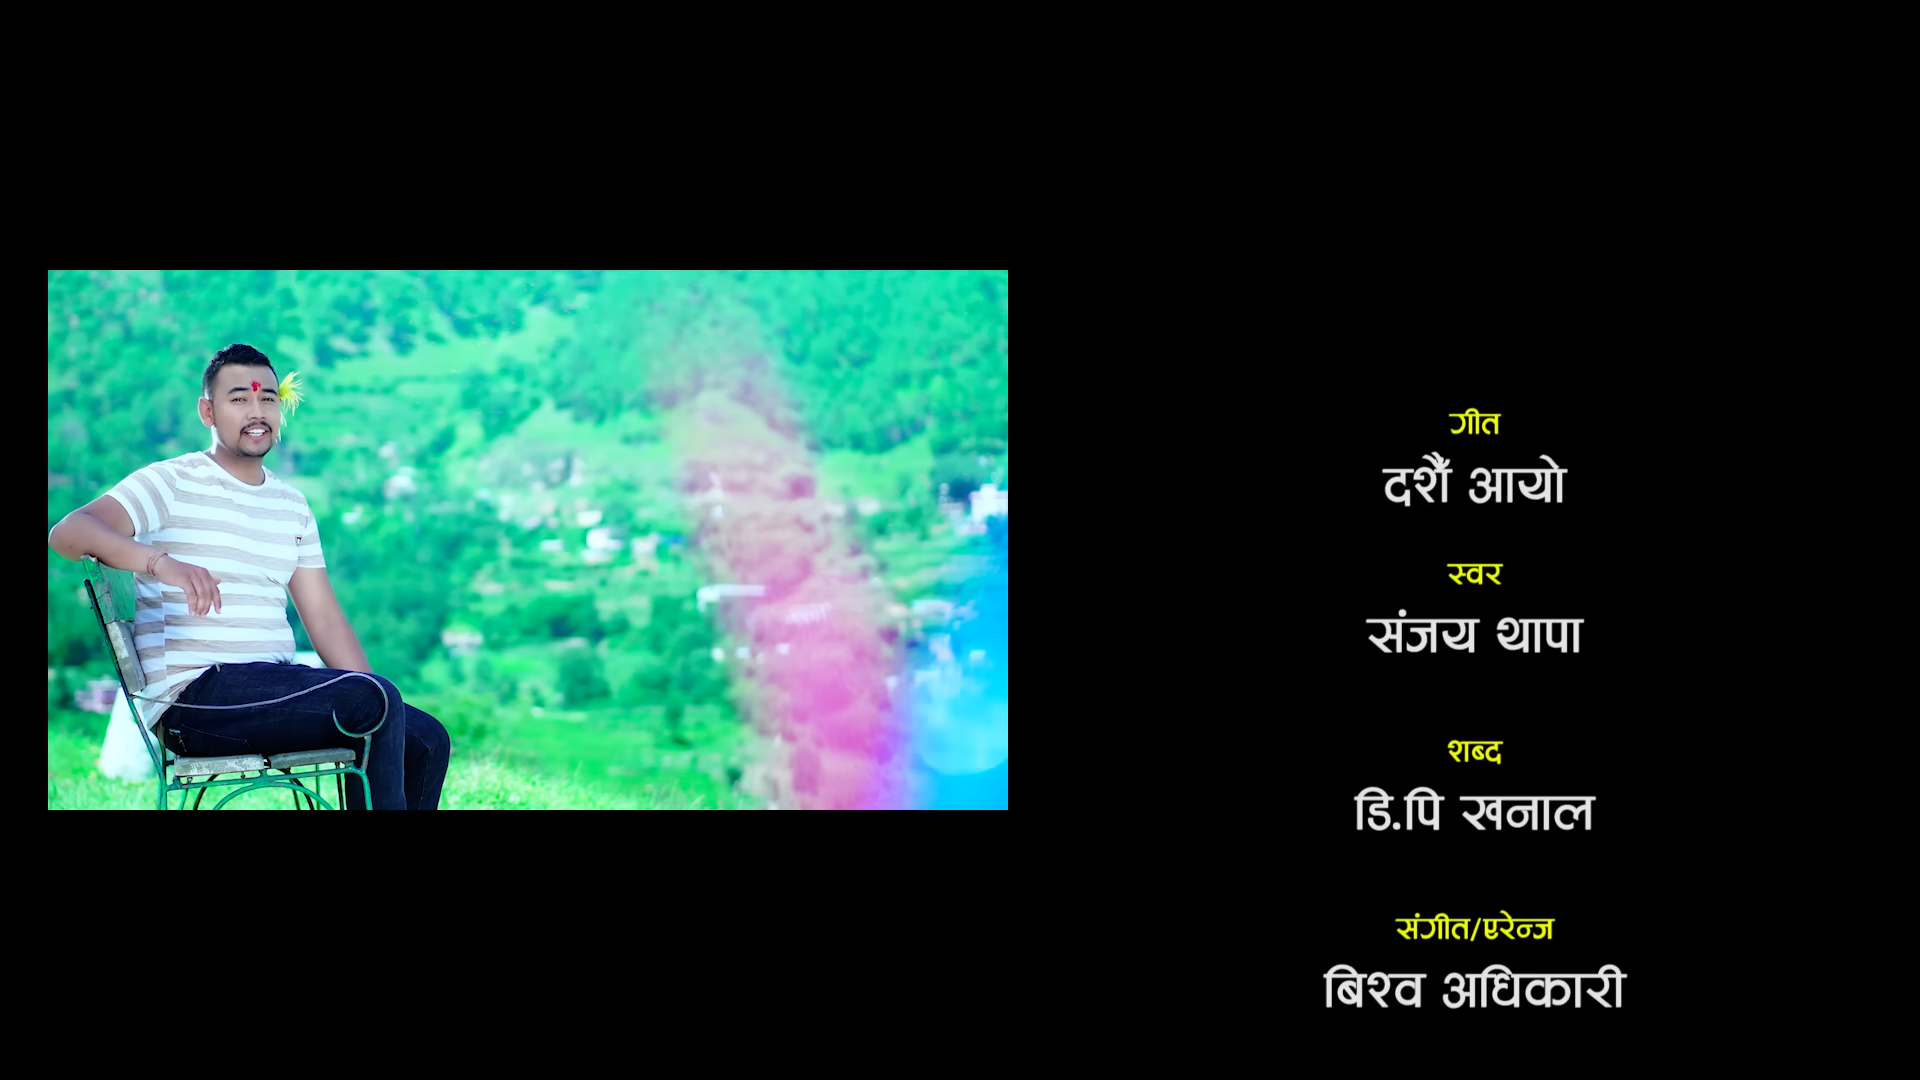 गीत
दशैँ आयो
स्वर
संजय थापा
शब्द
डि.पि खनाल
संगीत/एरेन्ज
बिश्व अधिकारी